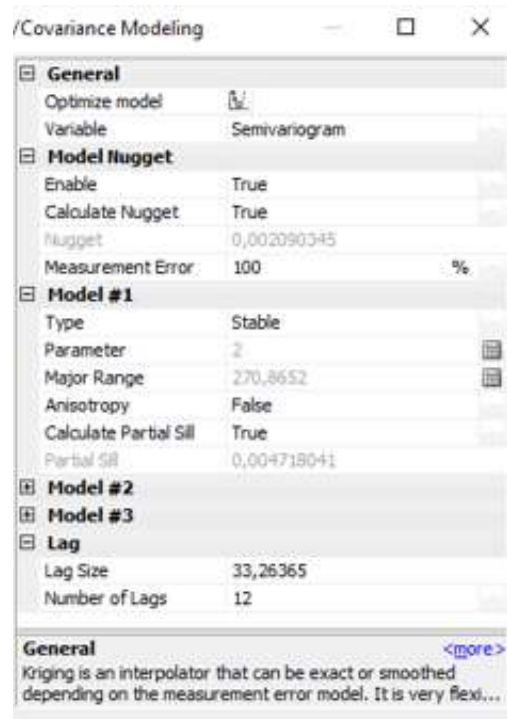 /Covariance Modeling
General
Optimize model
Variable Semivariogram
Model Nugget
Enable True
Calculate Nugget True
Nugget 0,002090345
Measurement Error 100 %
Model #1
Type Stable
Parameter 2
Major Range 270,8652
Anisotropy False
Calculate Partial Sill True
Partial Sill 0,004718041
Model #2
Model #3
Lag
Lag Size 33,26365
Number of Lags 12
General <more>
Kriging is an interpolator that can be exact or smoothed
depending on the measurement error model. It is very flexi...